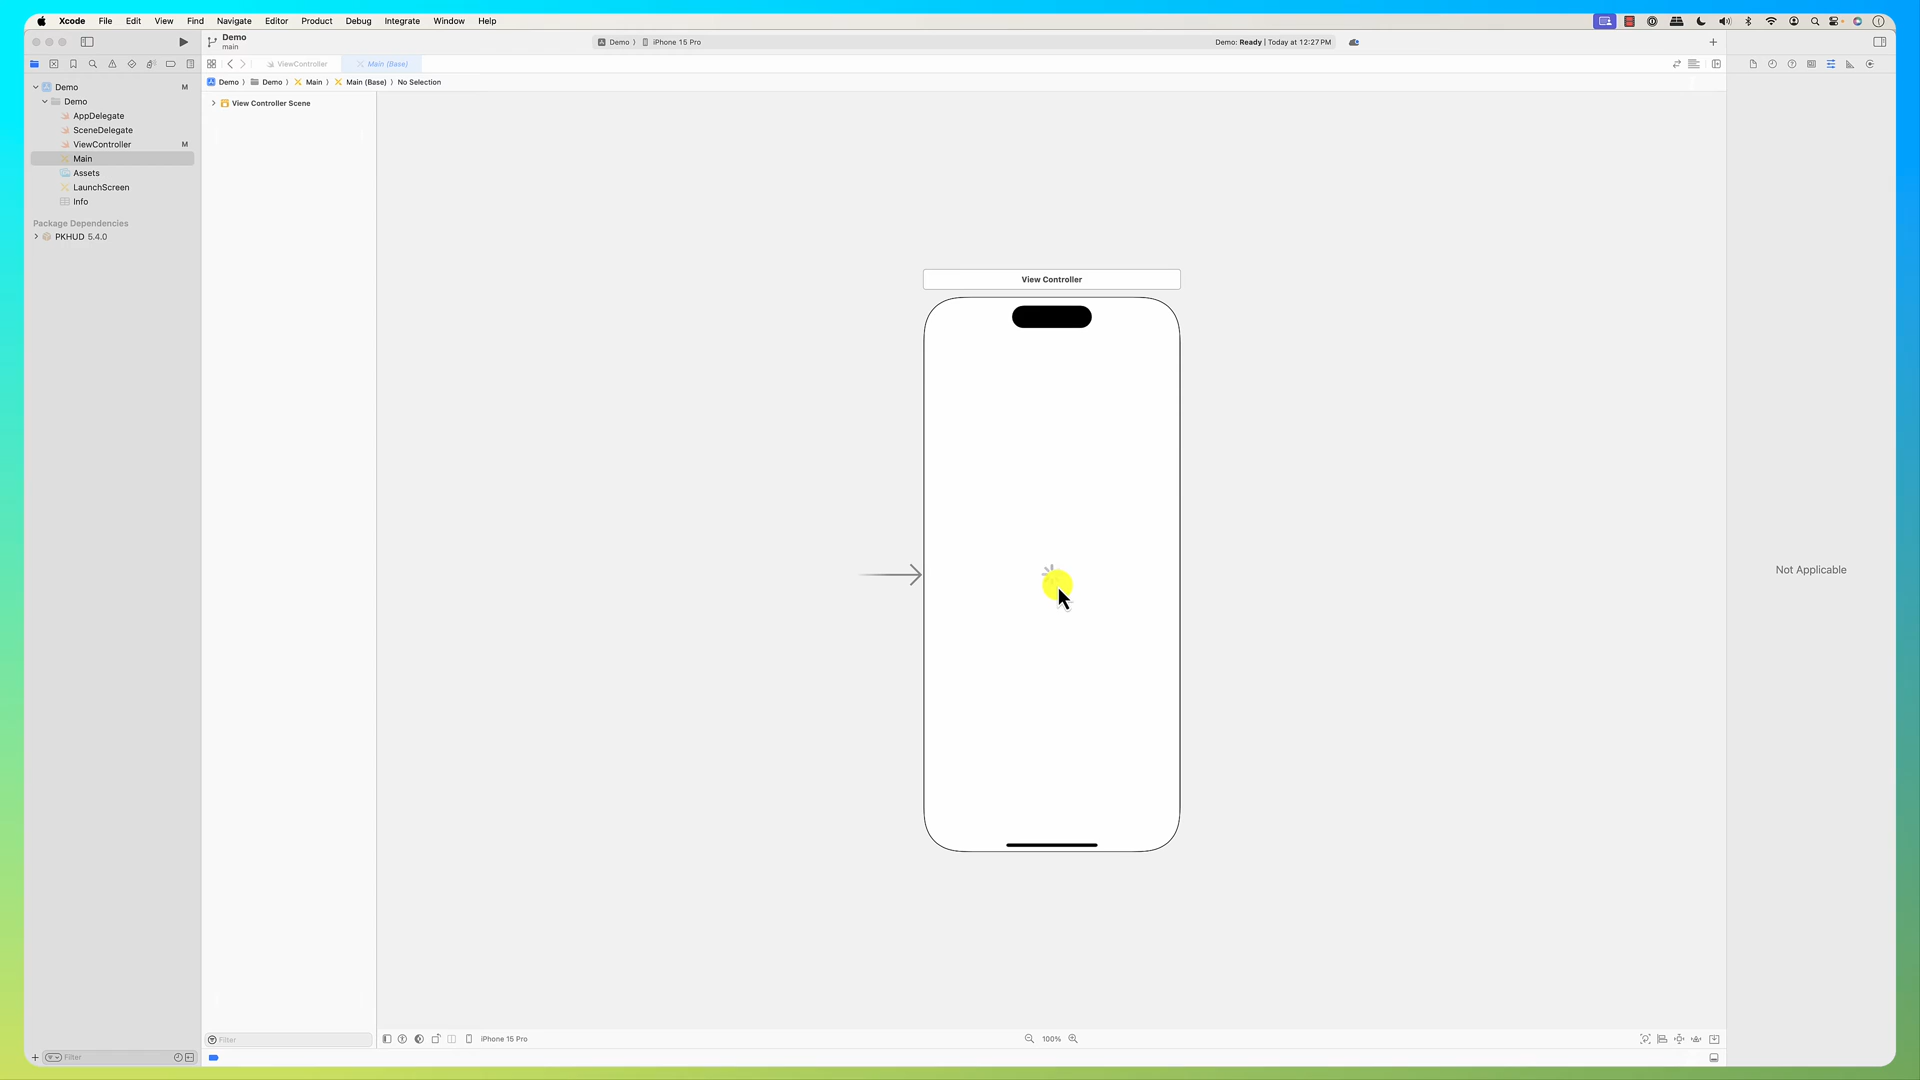 Xcode File Edit View Find Navigate Editor Product Debug Integrate Window Help
Demo
main
Demo 〉 iPhone 15 Pro
Demo: Ready | Today at 12:27 PM
ViewController
Main (Base)
Demo 〉 Demo 〉 Main 〉 Main (Base) 〉 No Selection
Demo M
Demo
AppDelegate
SceneDelegate
ViewController M
Main
Assets
LaunchScreen
Info
Package Dependencies
PKHUD 5.4.0
View Controller Scene
View Controller
Not Applicable
Filter
iPhone 15 Pro
100%
Filter